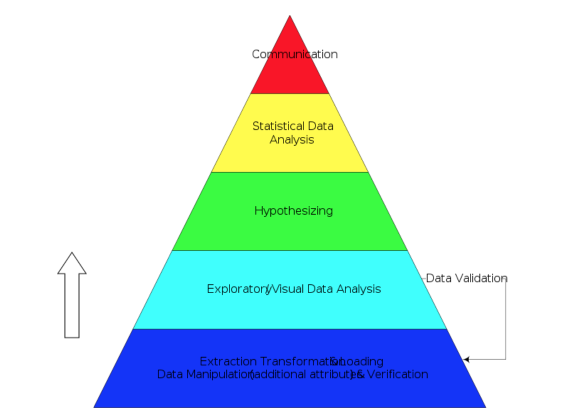 Communication
Statistical Data
Analysis
Hypothesizing
Exploratory/Visual Data Analysis
Data Validation
Extraction Transformation & Loading
Data Manipulation (additional attributes) & Verification